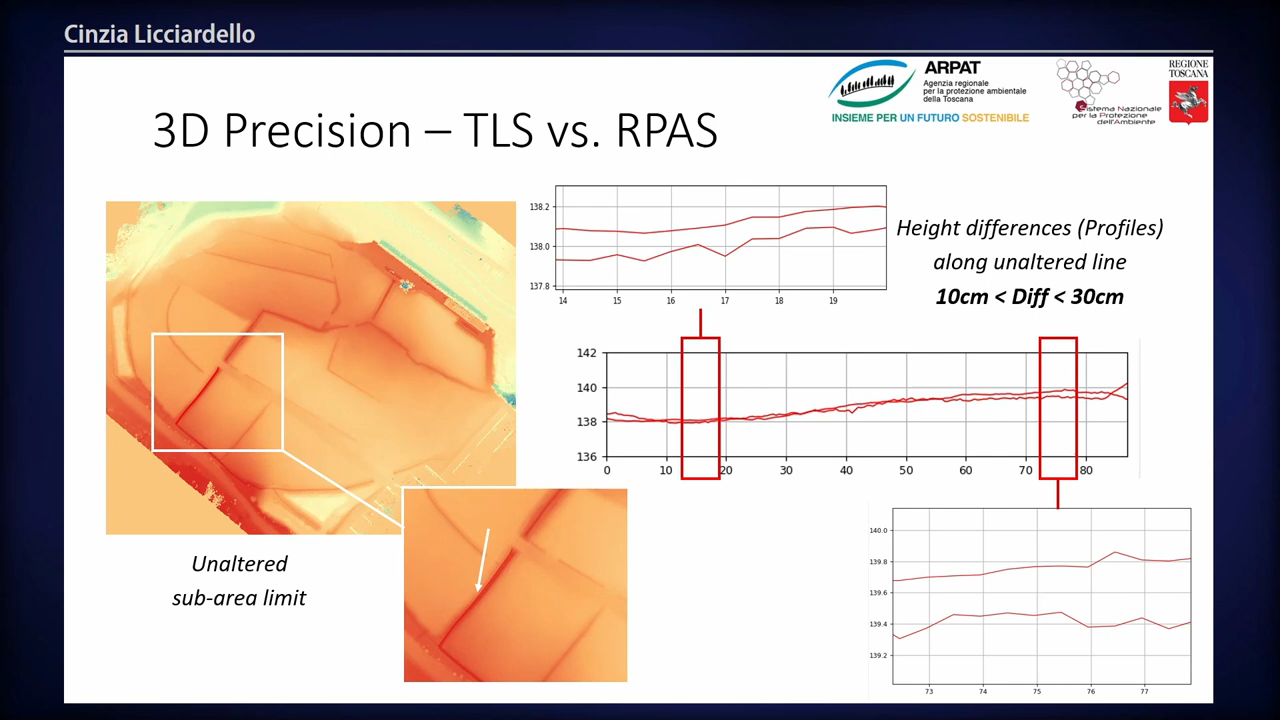 Cinzia Licciardello
ARPAT
Agenzia regionale
per la protezione ambientale
della Toscana
INSIEME PER UN FUTURO SOSTENIBILE
Sistema Nazionale
per la Protezione
dell'Ambiente
REGIONE
TOSCANA
3D Precision – TLS vs. RPAS
138.2
138.0
137.8
14 15 16 17 18 19
Height differences (Profiles)
along unaltered line
10cm < Diff < 30cm
142
140
138
136
0 10 20 30 40 50 60 70 80
Unaltered
sub-area limit
140.0
139.8
139.6
139.4
139.2
73 74 75 76 77